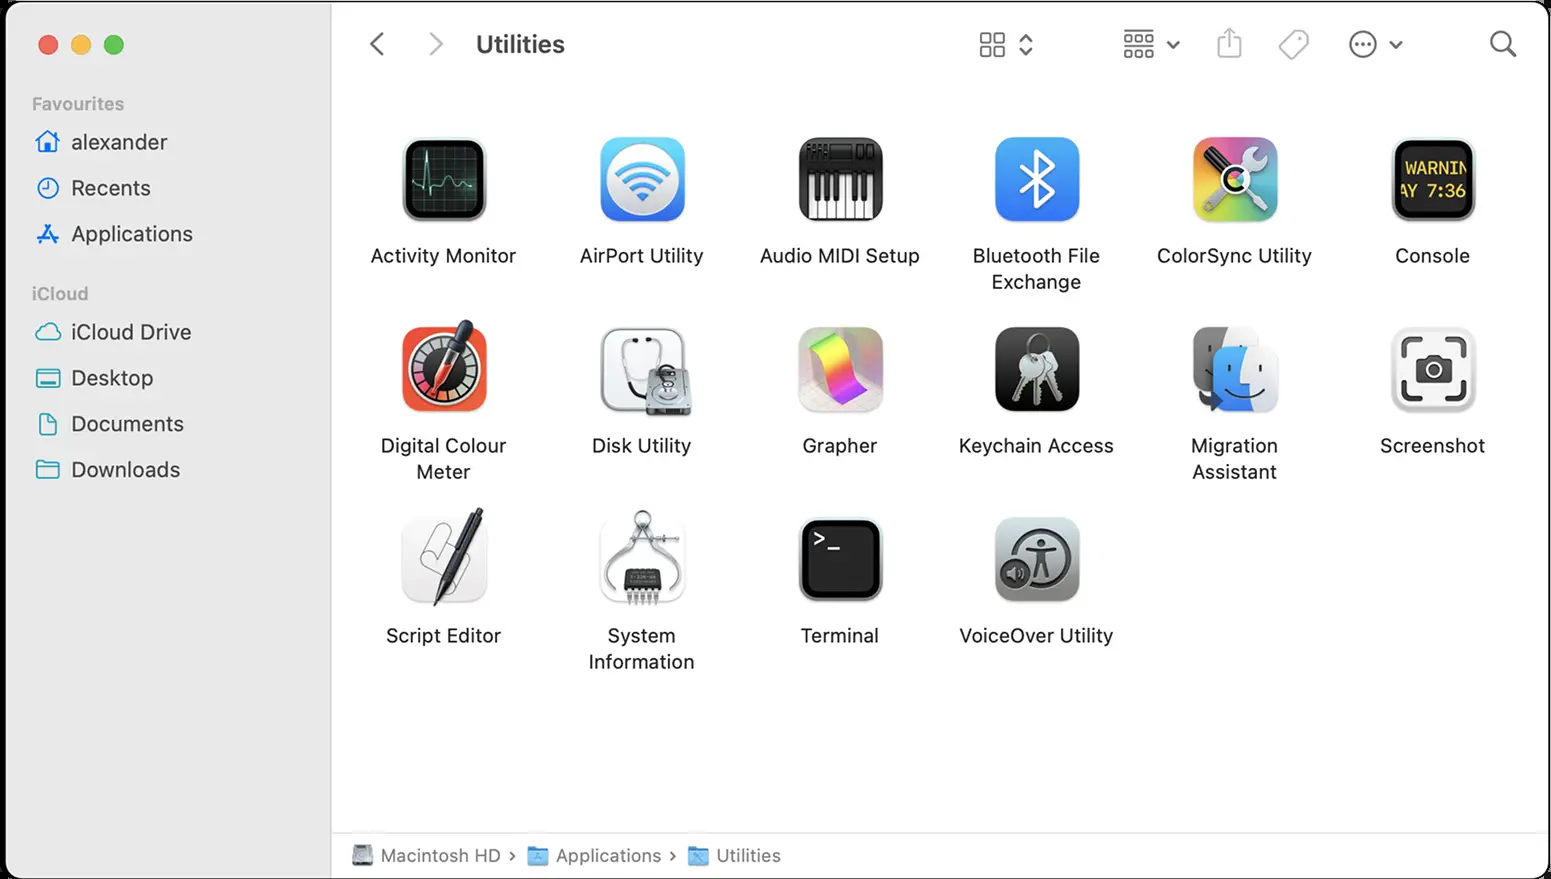 Utilities
Favourites
alexander
Recents
Applications
iCloud
iCloud Drive
Desktop
Documents
Downloads
WARNIN
AY 7:36
Activity Monitor
AirPort Utility
Audio MIDI Setup
Bluetooth File
Exchange
ColorSync Utility
Console
Digital Colour
Meter
Disk Utility
Grapher
Keychain Access
Migration
Assistant
Screenshot
>_
Script Editor
System
Information
Terminal
VoiceOver Utility
Macintosh HD › Applications › Utilities